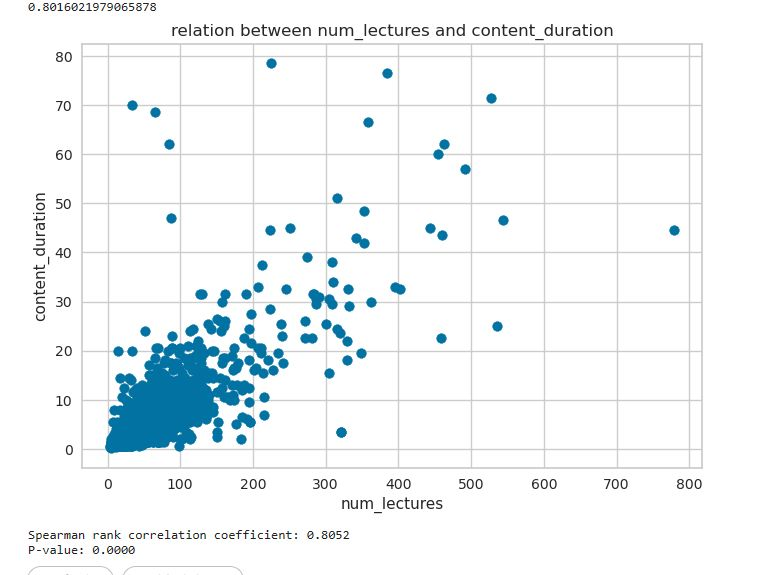 0.8016021979065878
relation between num_lectures and content_duration
80
70
60
50
40
30
20
10
0
content_duration
0 100 200 300 400 500 600 700 800
num_lectures
Spearman rank correlation coefficient: 0.8052
P-value: 0.0000